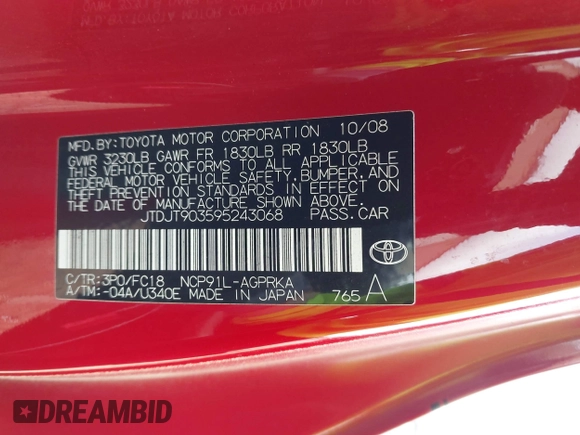 MFD. BY: TOYOTA MOTOR CORPORATION 10/08
GVWR 3230LB GAWR FR 1830LB RR 1830LB
THIS VEHICLE CONFORMS TO ALL APPLICABLE
FEDERAL MOTOR VEHICLE SAFETY, BUMPER, AND
THEFT PREVENTION STANDARDS IN EFFECT ON
THE DATE OF MANUFACTURE SHOWN ABOVE.
JTDJT903595243068 PASS. CAR
C/TR: 3P0/FC18 NCP91L-AGPRKA
A/TM: -04A/U340E MADE IN JAPAN 765 A
DREAMBID